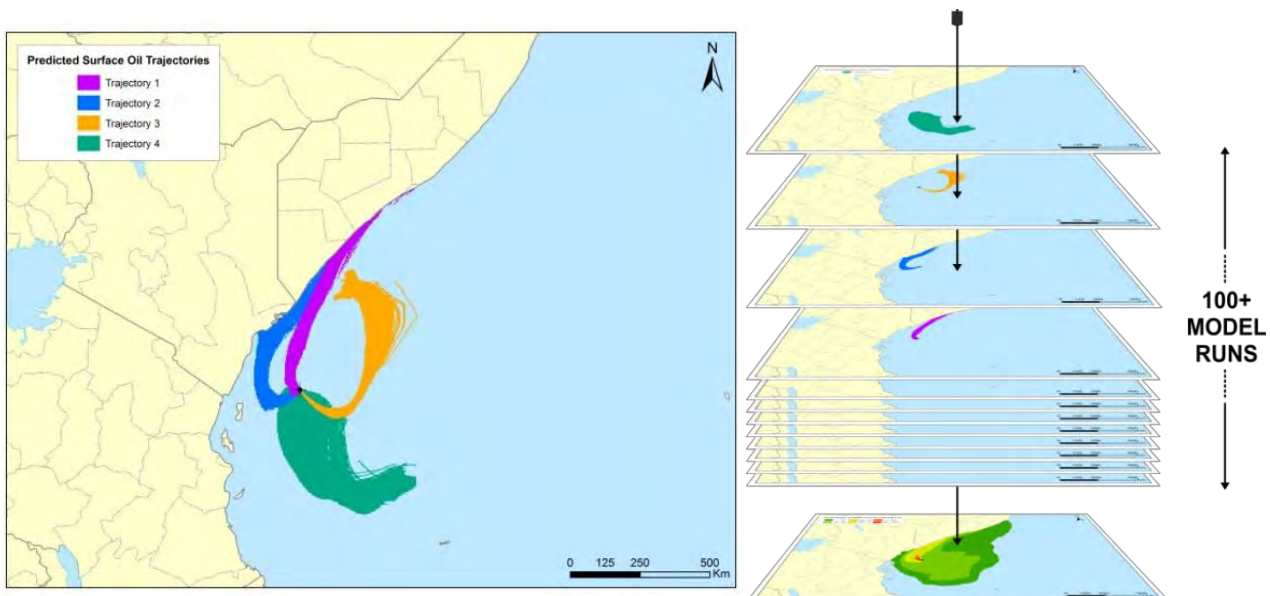 Predicted Surface Oil Trajectories
Trajectory 1
Trajectory 2
Trajectory 3
Trajectory 4
N
0 125 250 500
Km
100+
MODEL
RUNS